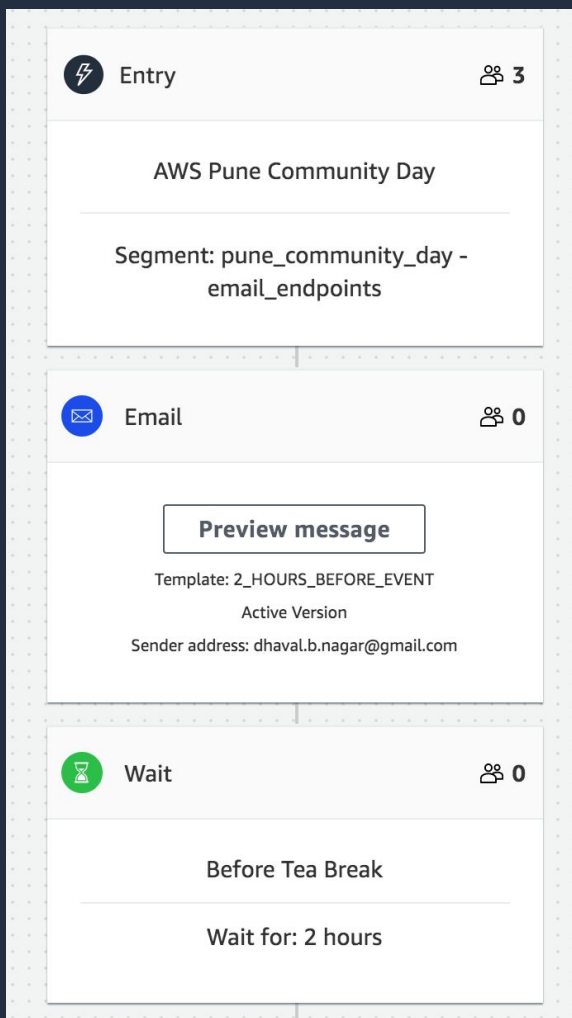 Entry 3
AWS Pune Community Day
Segment: pune_community_day -
email_endpoints
Email 0
Preview message
Template: 2_HOURS_BEFORE_EVENT
Active Version
Sender address: dhaval.b.nagar@gmail.com
Wait 0
Before Tea Break
Wait for: 2 hours